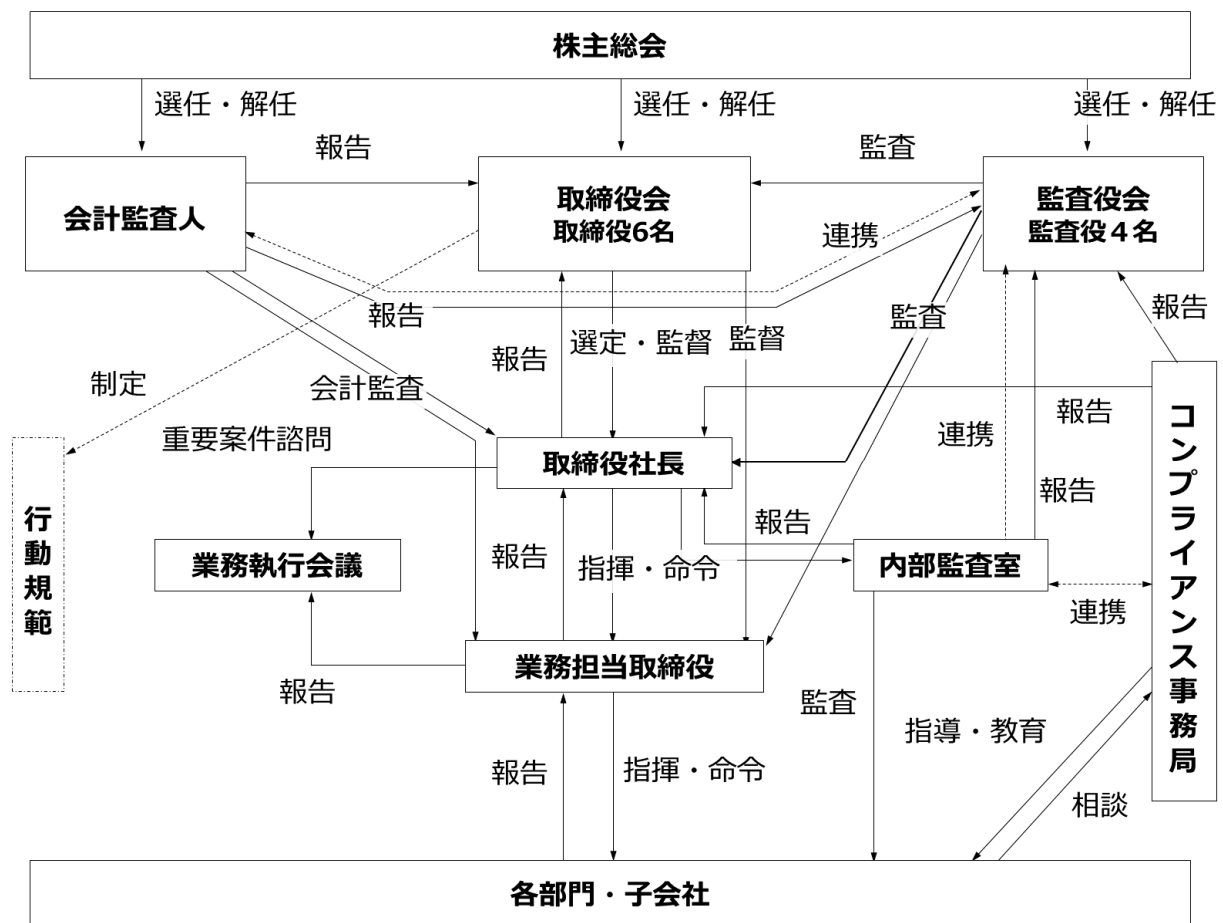 株主総会
選任・解任
選任・解任
選任・解任
報告
監査
会計監査人
取締役会
取締役6名
監査役会
監査役４名
連携
報告
監査
報告
選定・監督
監督
報告
制定
会計監査
報告
重要案件諮問
連携
取締役社長
報告
報告
行動規範
業務執行会議
報告
指揮・命令
内部監査室
連携
コンプライアンス事務局
業務担当取締役
報告
監査
指導・教育
報告
指揮・命令
相談
各部門・子会社